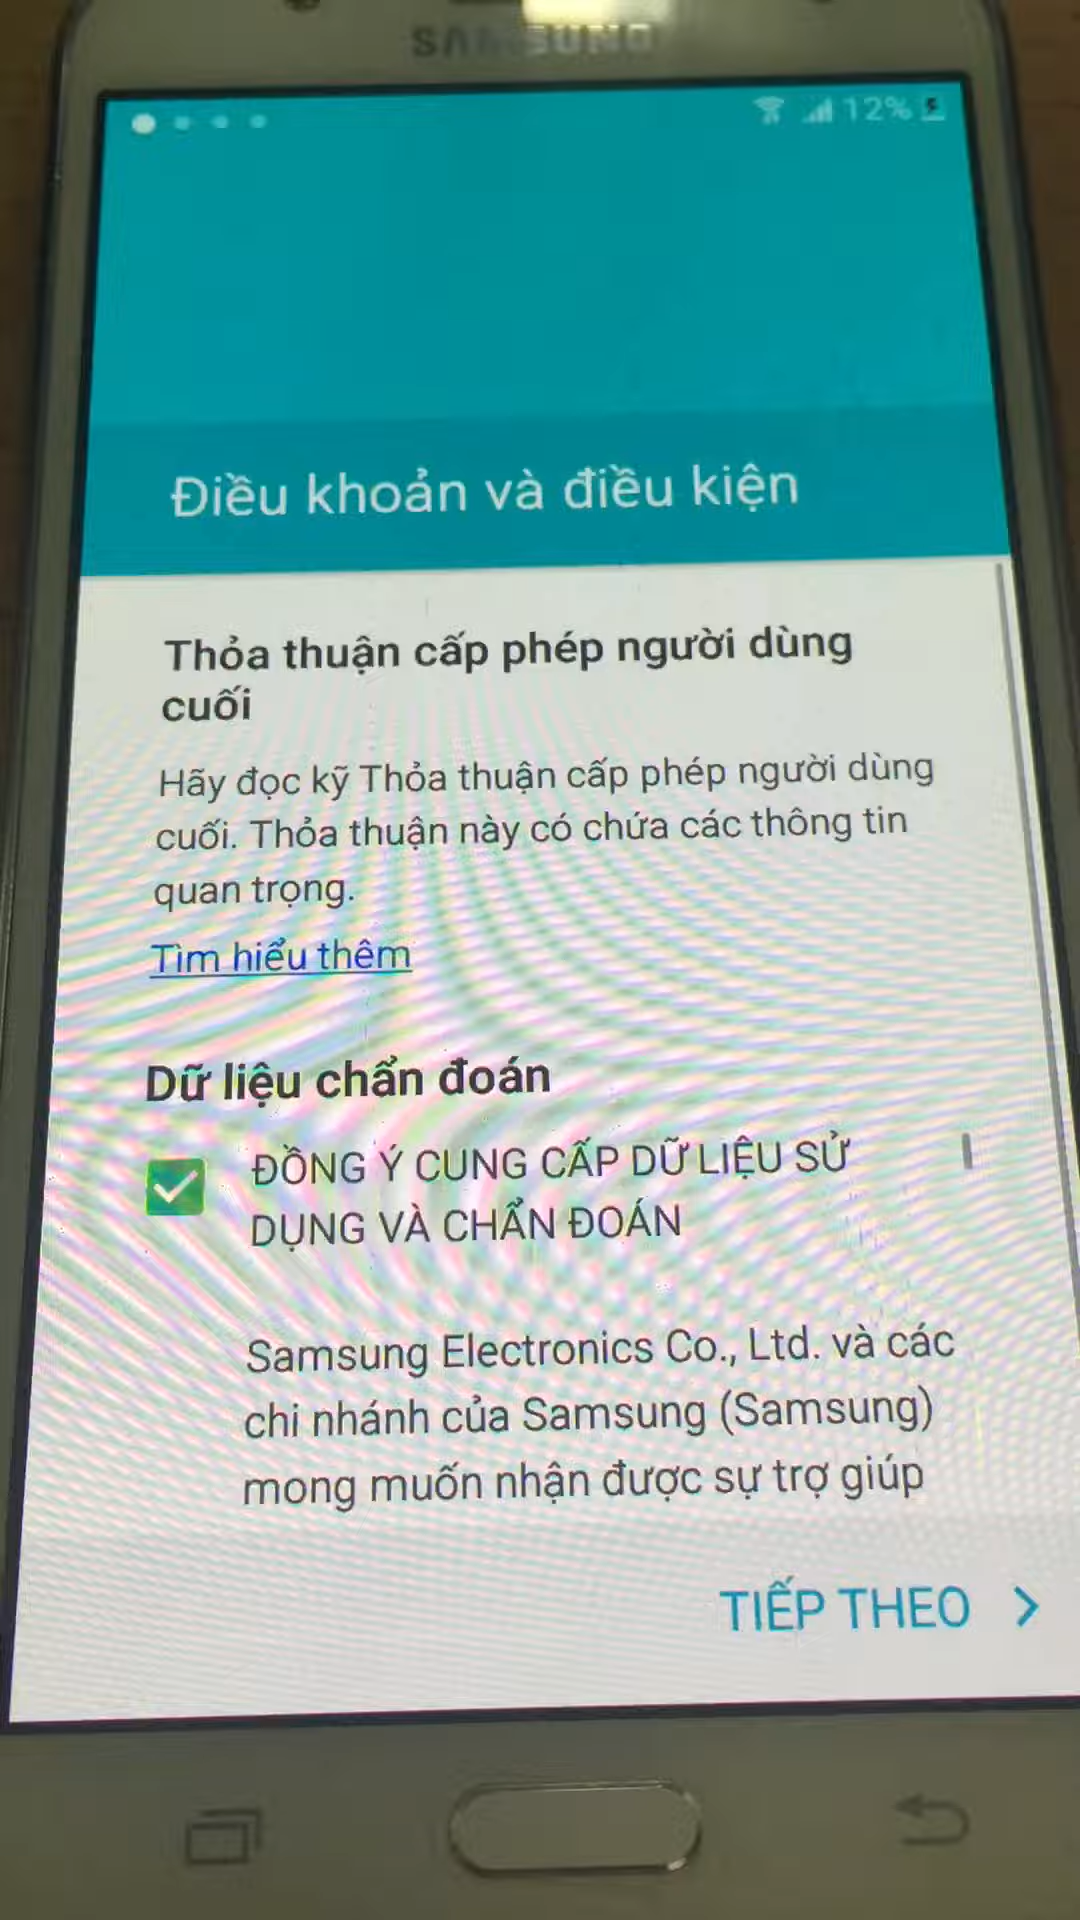 SAMSUNG
12%
Điều khoản và điều kiện
Thỏa thuận cấp phép người dùng
cuối
Hãy đọc kỹ Thỏa thuận cấp phép người dùng
cuối. Thỏa thuận này có chứa các thông tin
quan trọng.
Tìm hiểu thêm
Dữ liệu chẩn đoán
ĐỒNG Ý CUNG CẤP DỮ LIỆU SỬ
DỤNG VÀ CHẨN ĐOÁN
Samsung Electronics Co., Ltd. và các
chi nhánh của Samsung (Samsung)
mong muốn nhận được sự trợ giúp
TIẾP THEO